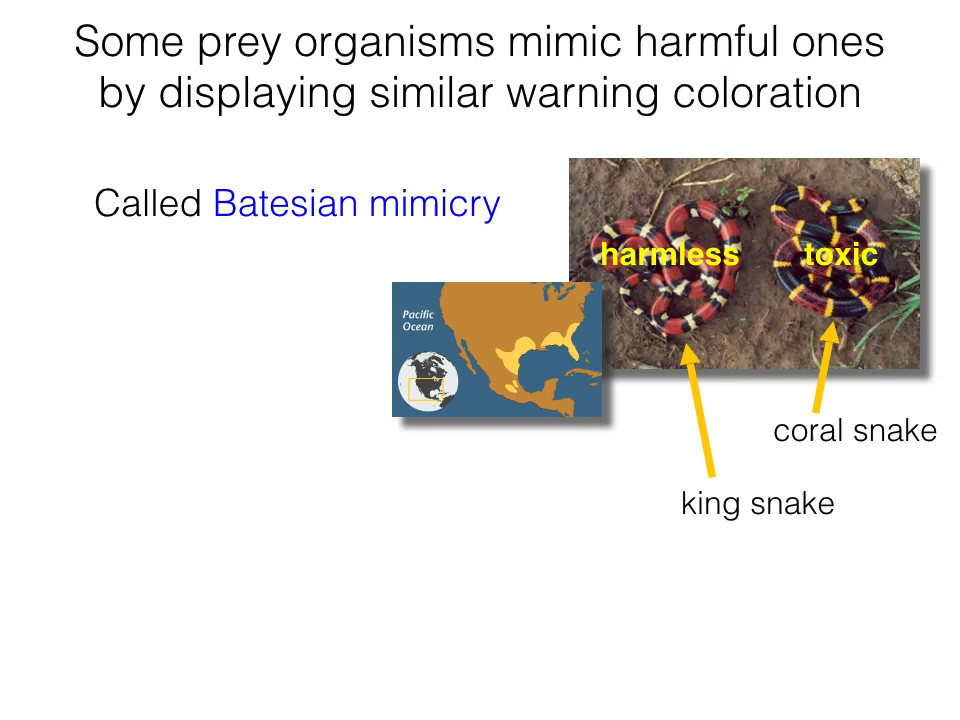 Some prey organisms mimic harmful ones
by displaying similar warning coloration
Called Batesian mimicry
harmless
toxic
Pacific
Ocean
coral snake
king snake